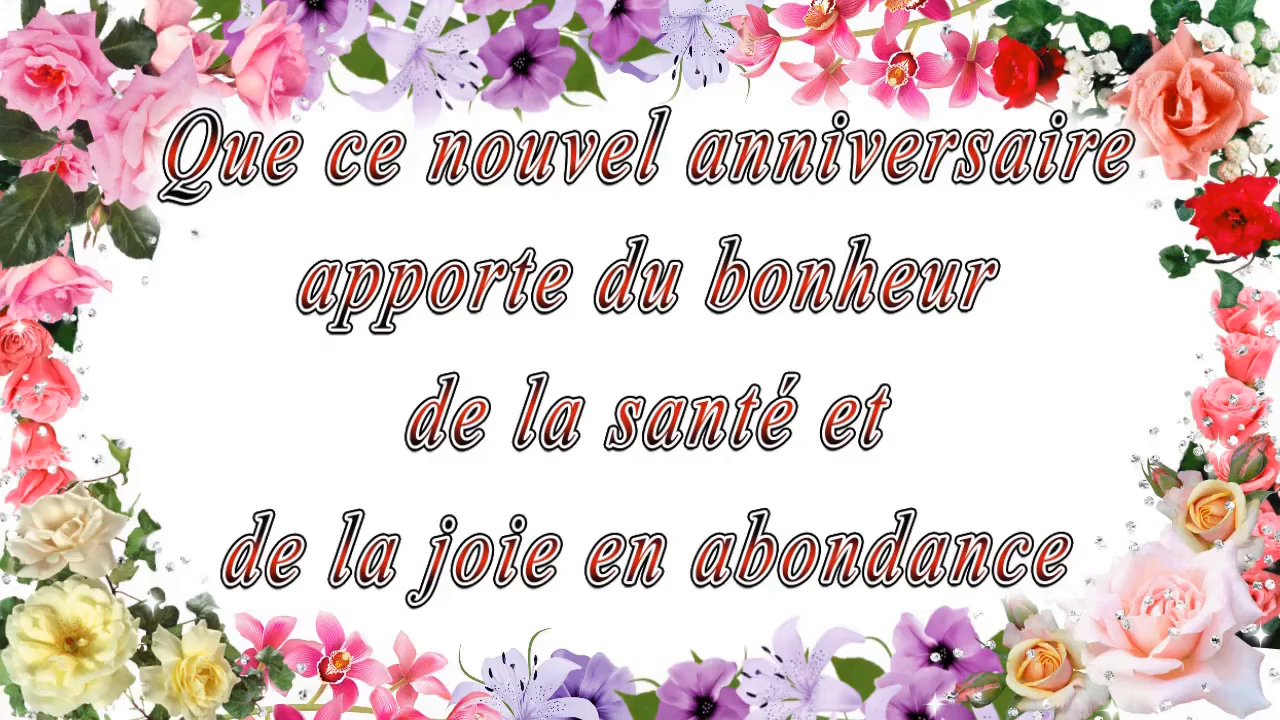 Que ce nouvel anniversaire
apporte du bonheur
de la santé et
de la joie en abondance